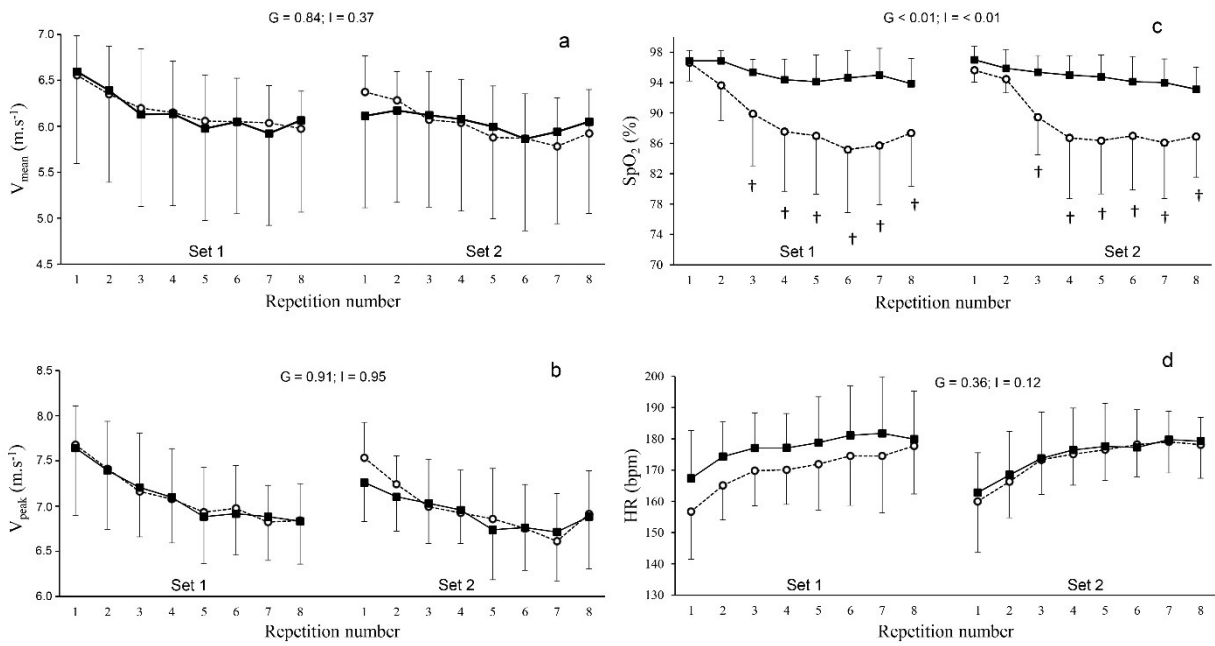 G = 0.84; I = 0.37
a
V_mean (m.s⁻¹)
7.0
6.5
6.0
5.5
5.0
4.5
Set 1
Set 2
1 2 3 4 5 6 7 8 1 2 3 4 5 6 7 8
Repetition number
G < 0.01; I = < 0.01
c
SpO₂ (%)
98
94
90
86
82
78
74
70
† † † † † †
† † † † † †
Set 1
Set 2
1 2 3 4 5 6 7 8 1 2 3 4 5 6 7 8
Repetition number
G = 0.91; I = 0.95
b
V_peak (m.s⁻¹)
8.5
8.0
7.5
7.0
6.5
6.0
Set 1
Set 2
1 2 3 4 5 6 7 8 1 2 3 4 5 6 7 8
Repetition number
G = 0.36; I = 0.12
d
HR (bpm)
200
190
180
170
160
150
140
130
Set 1
Set 2
1 2 3 4 5 6 7 8 1 2 3 4 5 6 7 8
Repetition number